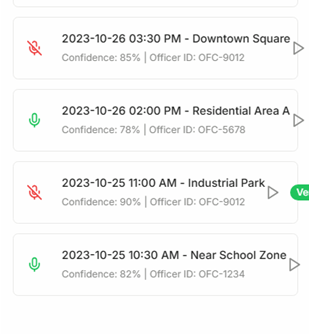 2023-10-26 03:30 PM - Downtown Square
Confidence: 85% | Officer ID: OFC-9012
2023-10-26 02:00 PM - Residential Area A
Confidence: 78% | Officer ID: OFC-5678
2023-10-25 11:00 AM - Industrial Park
Ve
Confidence: 90% | Officer ID: OFC-9012
2023-10-25 10:30 AM - Near School Zone
Confidence: 82% | Officer ID: OFC-1234